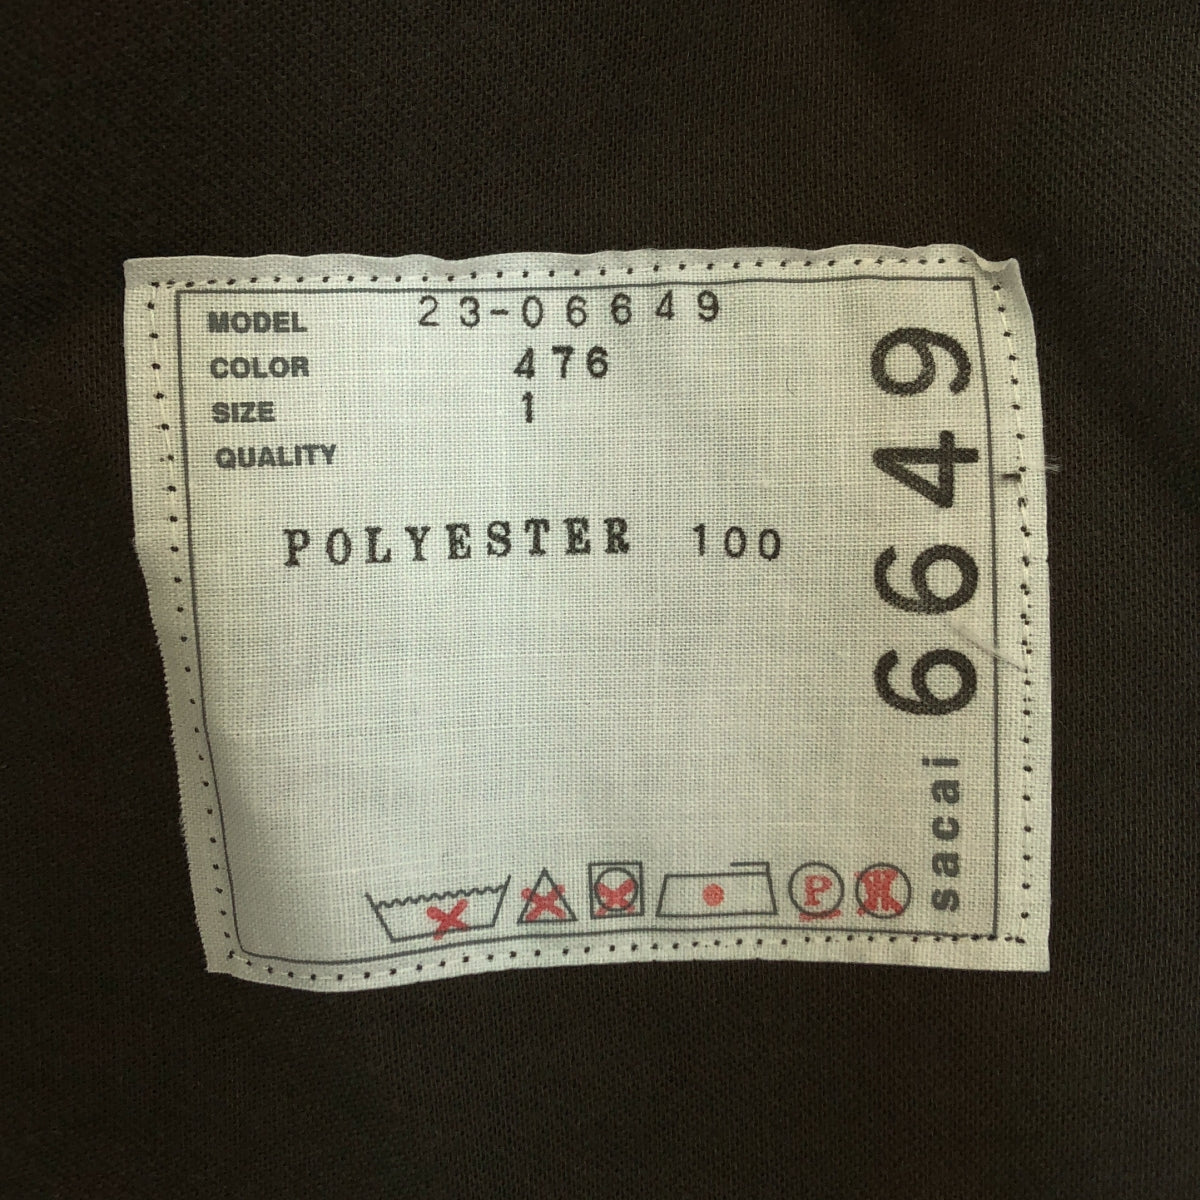 MODEL 23-06649
COLOR 476
SIZE 1
QUALITY
POLYESTER 100
sacai 6649
P W